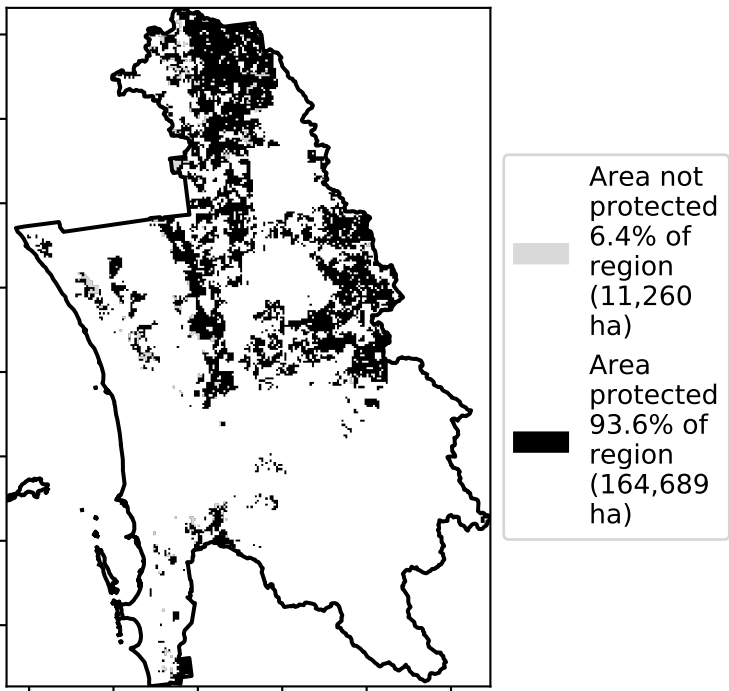 Area not
protected
6.4% of
region
(11,260
ha)
Area
protected
93.6% of
region
(164,689
ha)